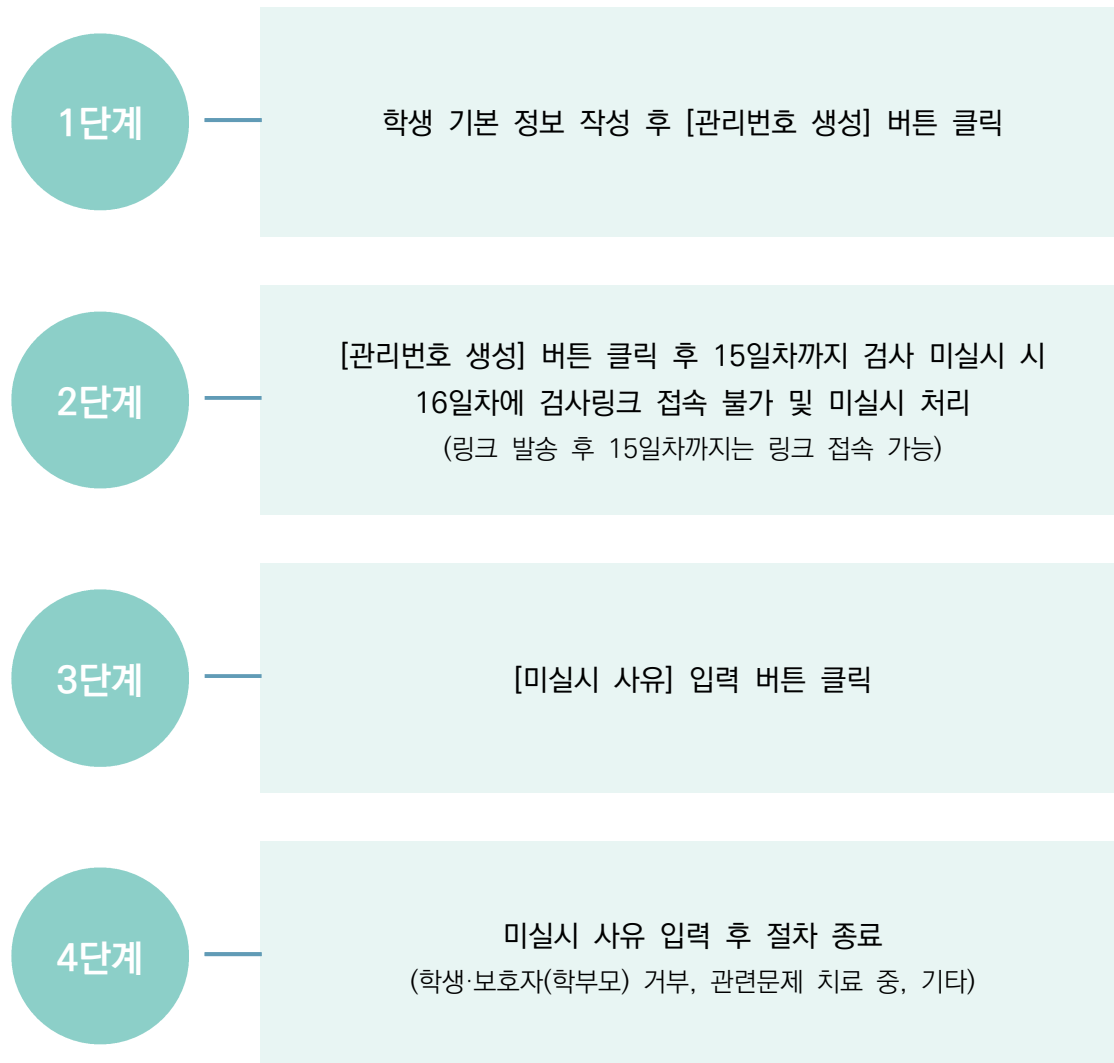 1단계
학생 기본 정보 작성 후 [관리번호 생성] 버튼 클릭
2단계
[관리번호 생성] 버튼 클릭 후 15일차까지 검사 미실시 시
16일차에 검사링크 접속 불가 및 미실시 처리
(링크 발송 후 15일차까지는 링크 접속 가능)
3단계
[미실시 사유] 입력 버튼 클릭
4단계
미실시 사유 입력 후 절차 종료
(학생·보호자(학부모) 거부, 관련문제 치료 중, 기타)